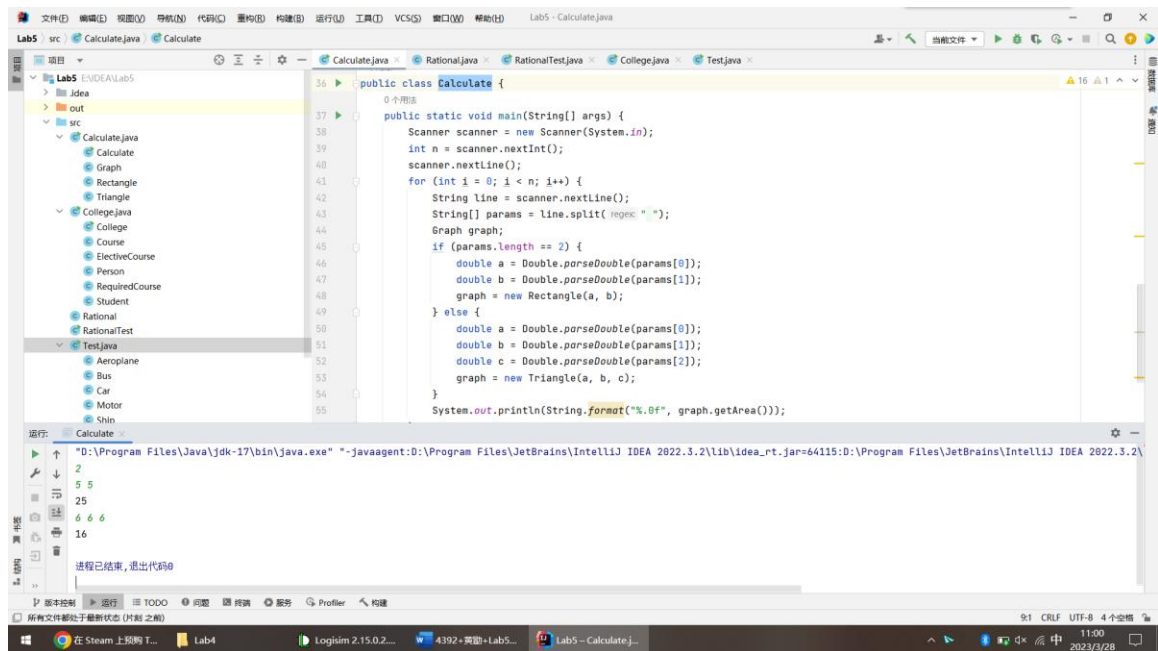 文件(F) 编辑(E) 视图(V) 导航(N) 代码(C) 重构(R) 构建(B) 运行(U) 工具(T) VCS(S) 窗口(W) 帮助(H) Lab5 - Calculate.java
Lab5 src Calculate.java Calculate 当前文件
项目 Calculate.java Rational.java RationalTest.java College.java Test.java
Lab5 E:\IDEA\Lab5
.idea
out
src
Calculate.java
Calculate
Graph
Rectangle
Triangle
College.java
College
Course
ElectiveCourse
Person
RequiredCourse
Student
Rational
RationalTest
Test.java
Aeroplane
Bus
Car
Motor
Ship
36 public class Calculate {
0个用法
37 public static void main(String[] args) {
38 Scanner scanner = new Scanner(System.in);
39 int n = scanner.nextInt();
40 scanner.nextLine();
41 for (int i = 0; i < n; i++) {
42 String line = scanner.nextLine();
43 String[] params = line.split( regex: " ");
44 Graph graph;
45 if (params.length == 2) {
46 double a = Double.parseDouble(params[0]);
47 double b = Double.parseDouble(params[1]);
48 graph = new Rectangle(a, b);
49 } else {
50 double a = Double.parseDouble(params[0]);
51 double b = Double.parseDouble(params[1]);
52 double c = Double.parseDouble(params[2]);
53 graph = new Triangle(a, b, c);
54 }
55 System.out.println(String.format("%.0f", graph.getArea()));
16 1
数据库
通知
运行: Calculate
"D:\Program Files\Java\jdk-17\bin\java.exe" "-javaagent:D:\Program Files\JetBrains\IntelliJ IDEA 2022.3.2\lib\idea_rt.jar=64115:D:\Program Files\JetBrains\IntelliJ IDEA 2022.3.2\
2
5 5
25
6 6 6
16
进程已结束,退出代码0
书签
结构
版本控制 运行 TODO 问题 终端 服务 Profiler 构建
所有文件都处于最新状态 (片刻 之前) 9:1 CRLF UTF-8 4 个空格
在 Steam 上预购 T... Lab4 Logisim 2.15.0.2.... 4392+黄勖+Lab5... Lab5 – Calculate.j... 中 11:00
2023/3/28